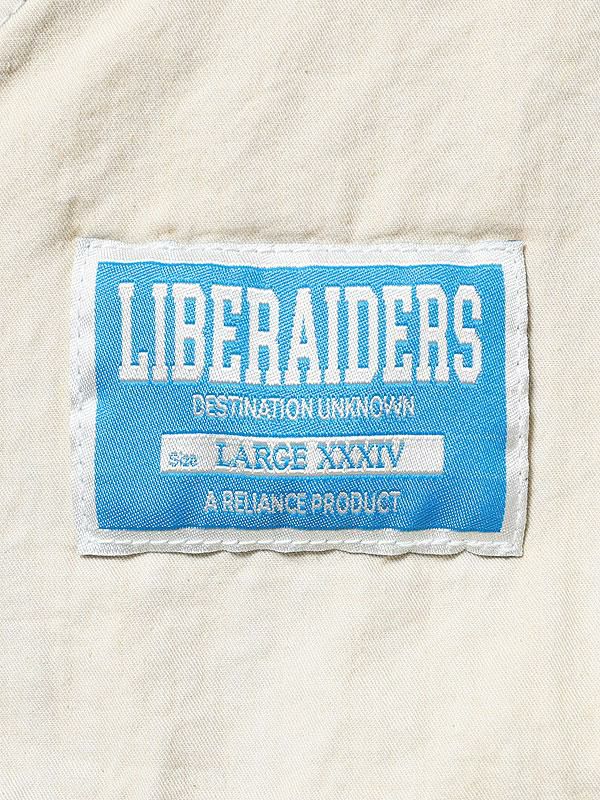 LIBERAIDERS
DESTINATION UNKNOWN
Size LARGE XXXIV
A RELIANCE PRODUCT